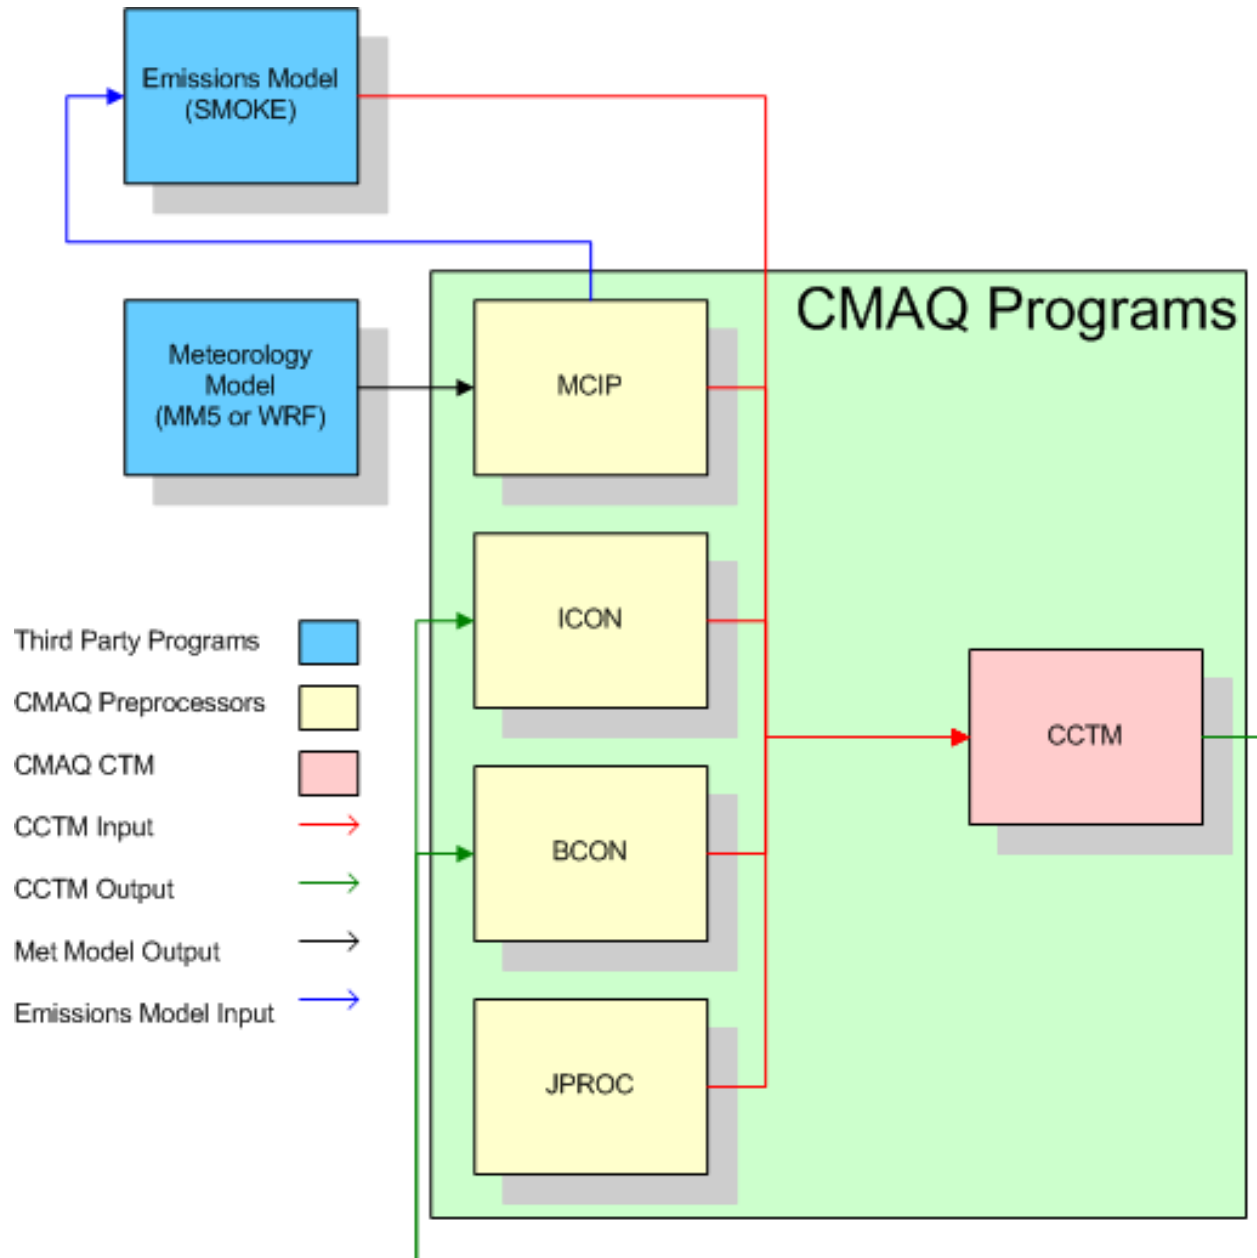 Emissions Model
(SMOKE)
CMAQ Programs
Meteorology
Model
(MM5 or WRF)
MCIP
ICON
Third Party Programs
CMAQ Preprocessors
CMAQ CTM
CCTM Input
CCTM Output
Met Model Output
Emissions Model Input
CCTM
BCON
JPROC